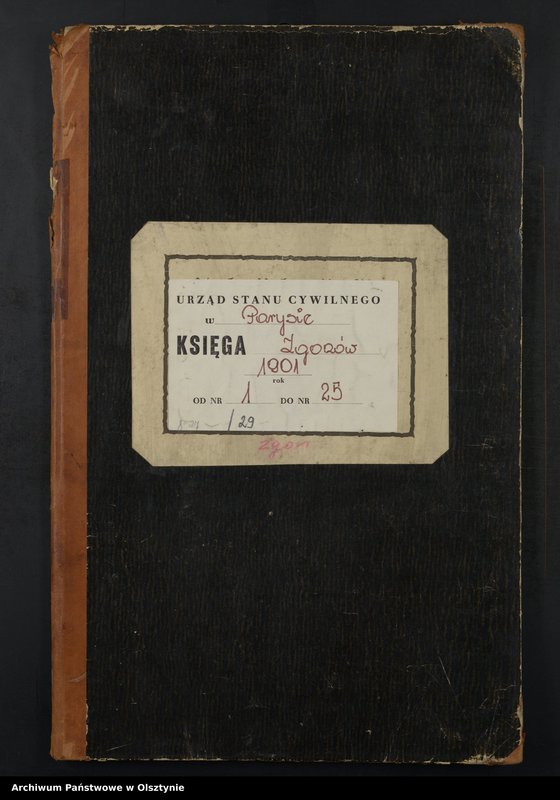 URZĄD STANU CYWILNEGO
w Parysie
KSIĘGA Zgonów
1901
rok
OD NR 1 DO NR 25
/29
zgon
Archiwum Państwowe w Olsztynie